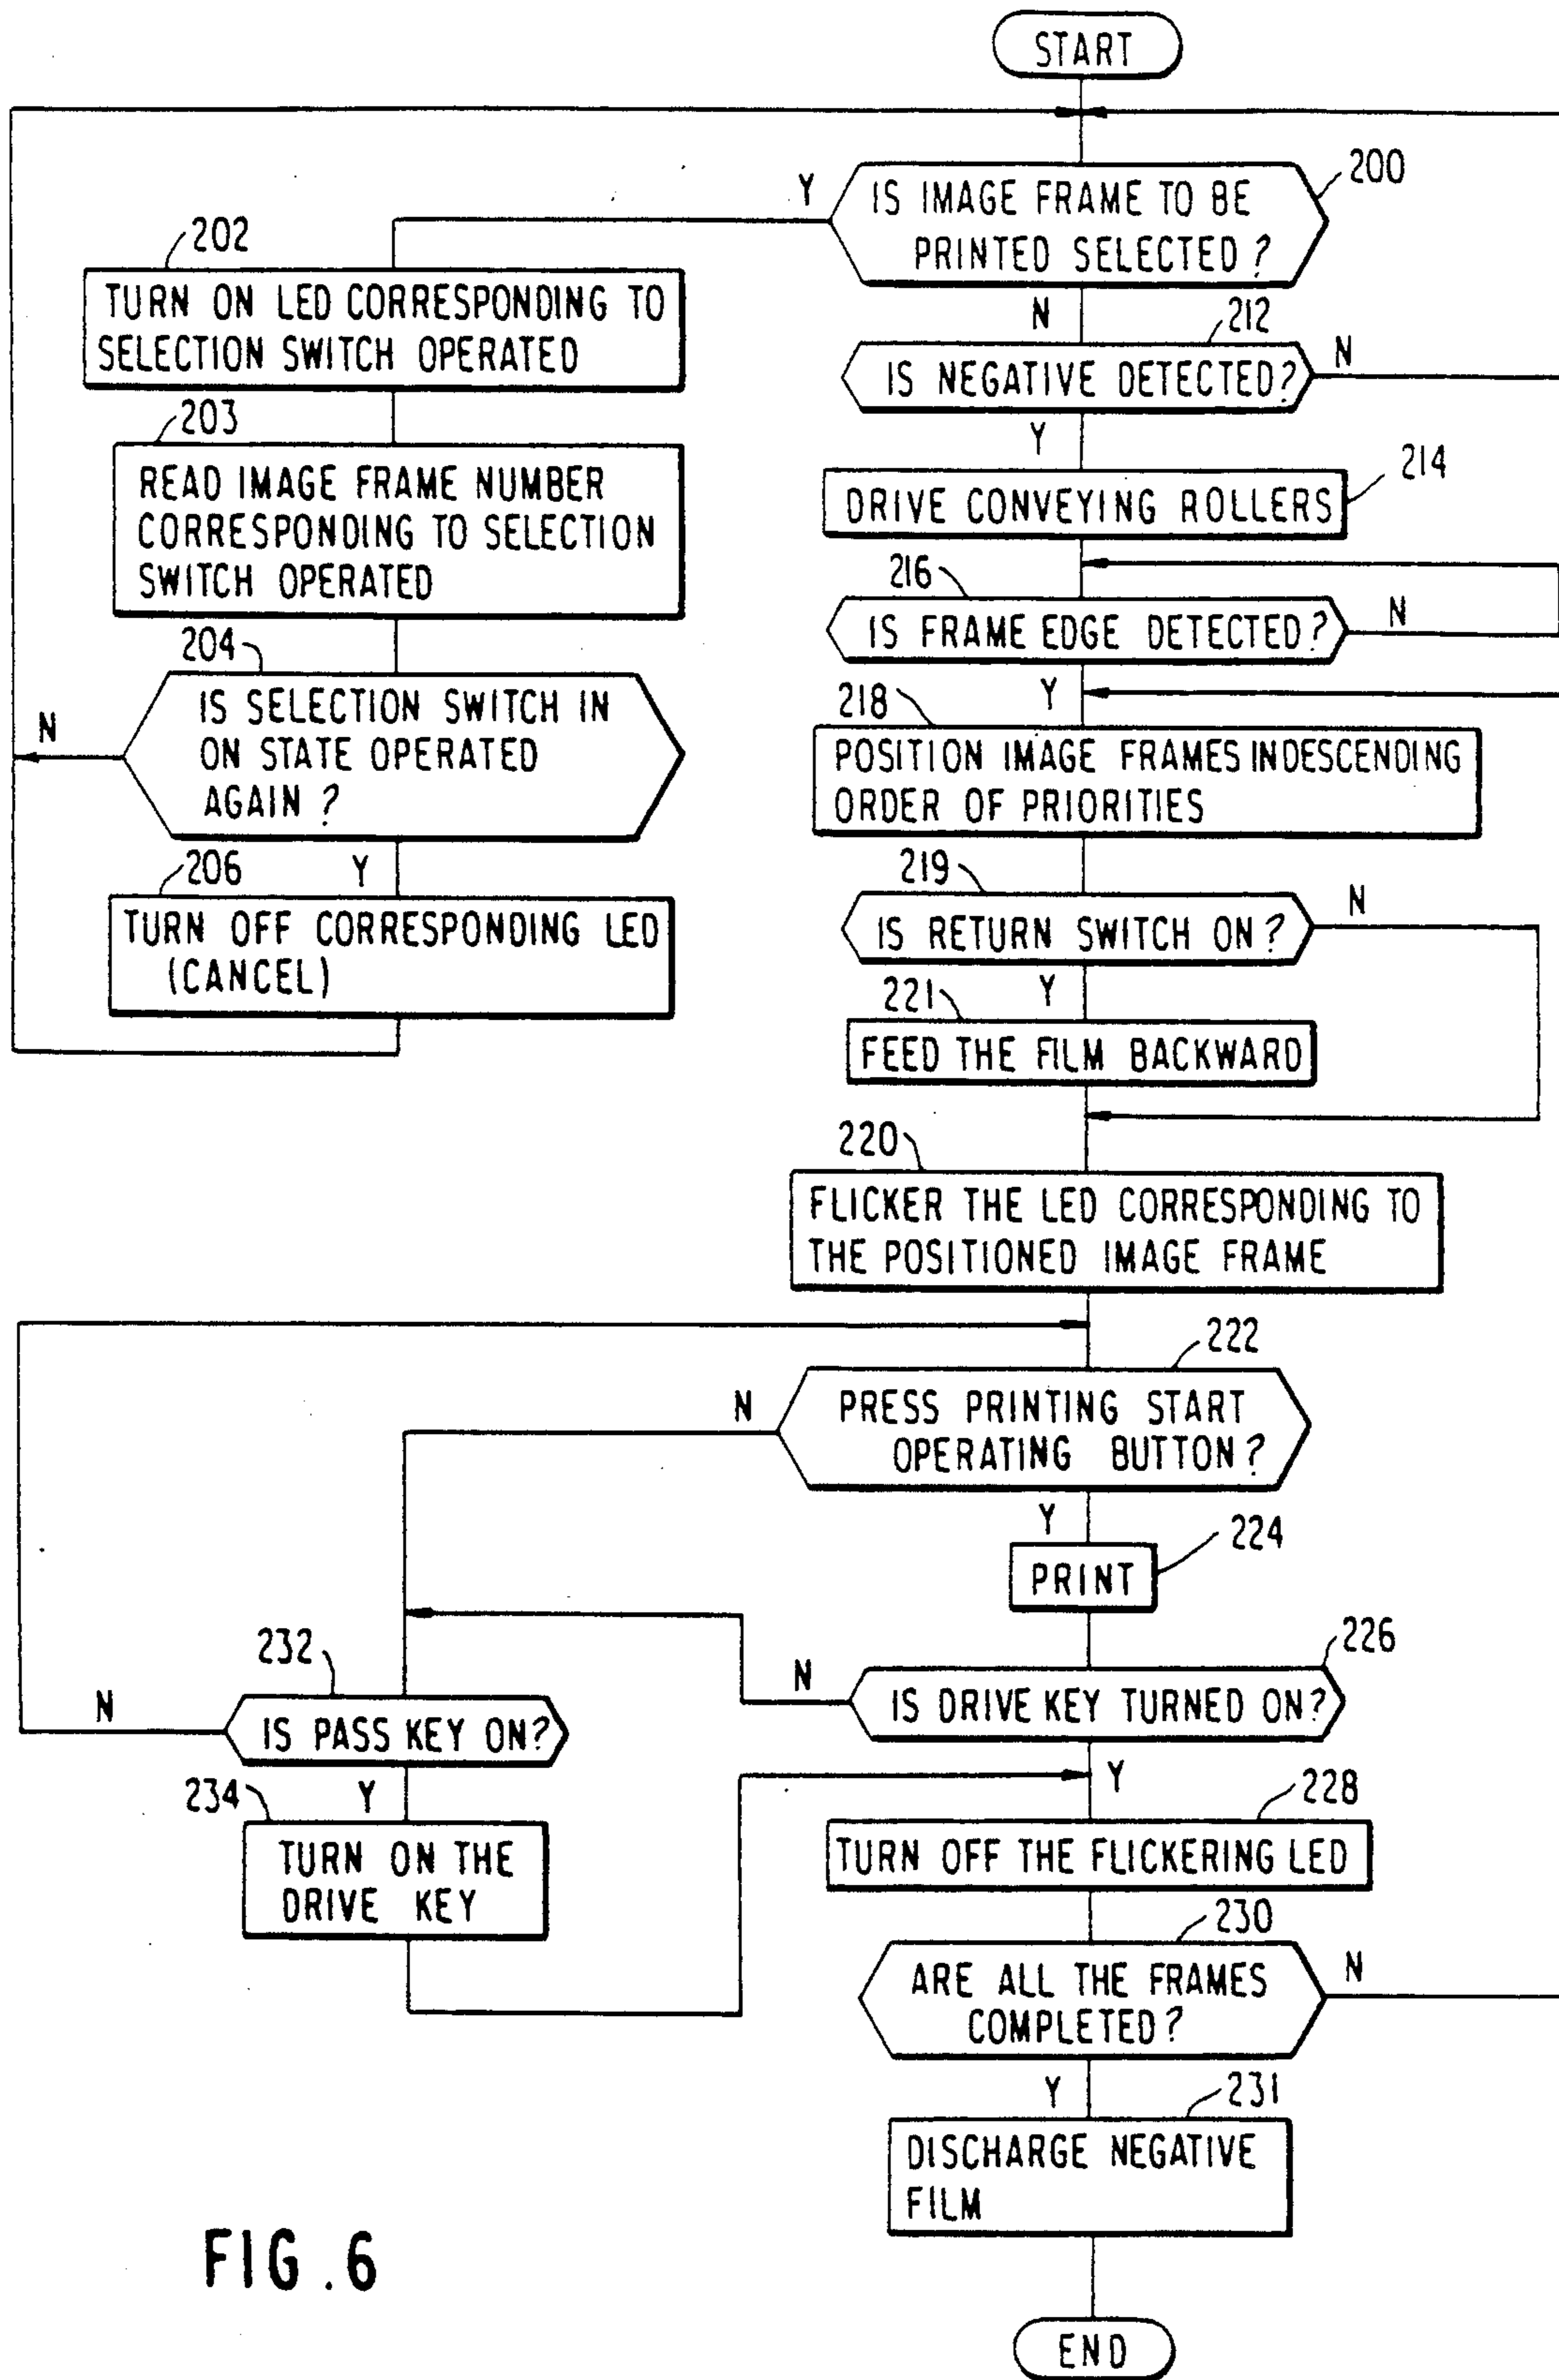 START
200
Y
IS IMAGE FRAME TO BE
PRINTED SELECTED?
202
TURN ON LED CORRESPONDING TO
SELECTION SWITCH OPERATED
N
212
IS NEGATIVE DETECTED?
N
203
READ IMAGE FRAME NUMBER
CORRESPONDING TO SELECTION
SWITCH OPERATED
Y
214
DRIVE CONVEYING ROLLERS
216
IS FRAME EDGE DETECTED?
N
204
IS SELECTION SWITCH IN
ON STATE OPERATED
AGAIN?
N
Y
218
POSITION IMAGE FRAMES INDESCENDING
ORDER OF PRIORITIES
206
Y
TURN OFF CORRESPONDING LED
(CANCEL)
219
IS RETURN SWITCH ON?
N
Y
221
FEED THE FILM BACKWARD
220
FLICKER THE LED CORRESPONDING TO
THE POSITIONED IMAGE FRAME
222
N
PRESS PRINTING START
OPERATING BUTTON?
Y
224
PRINT
226
N
IS DRIVE KEY TURNED ON?
232
N
IS PASS KEY ON?
Y
234
TURN ON THE
DRIVE KEY
Y
228
TURN OFF THE FLICKERING LED
230
ARE ALL THE FRAMES
COMPLETED?
N
Y
231
DISCHARGE NEGATIVE
FILM
FIG.6
END